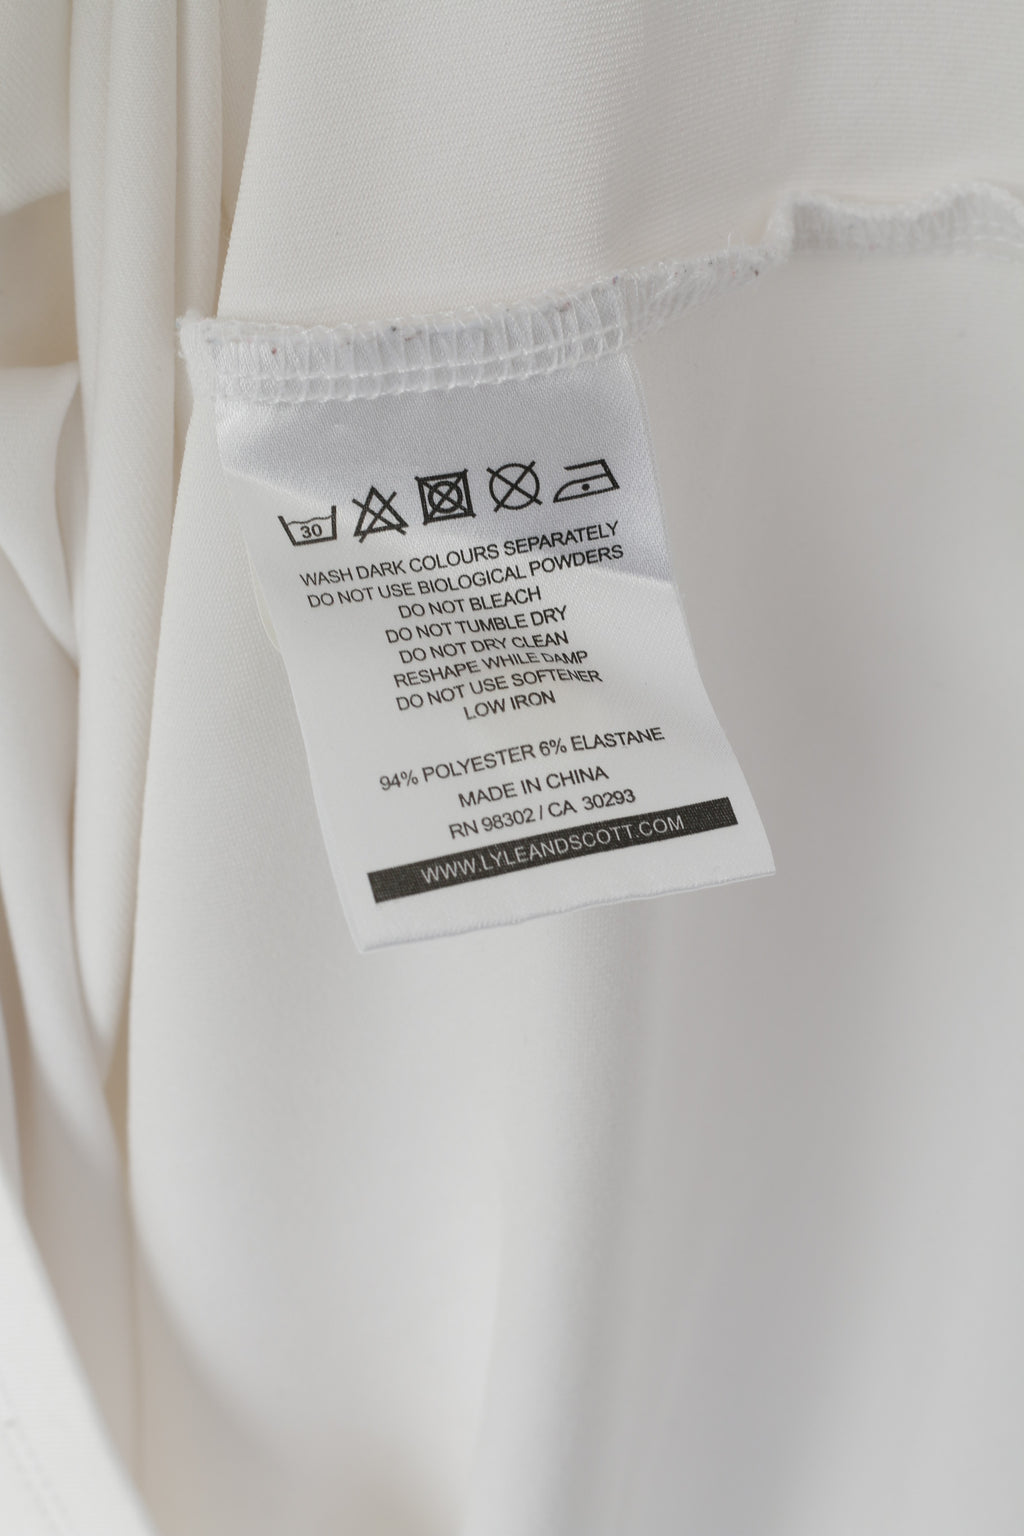 30
WASH DARK COLOURS SEPARATELY
DO NOT USE BIOLOGICAL POWDERS
DO NOT BLEACH
DO NOT TUMBLE DRY
DO NOT DRY CLEAN
RESHAPE WHILE DAMP
DO NOT USE SOFTENER
LOW IRON
94% POLYESTER 6% ELASTANE
MADE IN CHINA
RN 98302 / CA 30293
WWW.LYLEANDSCOTT.COM